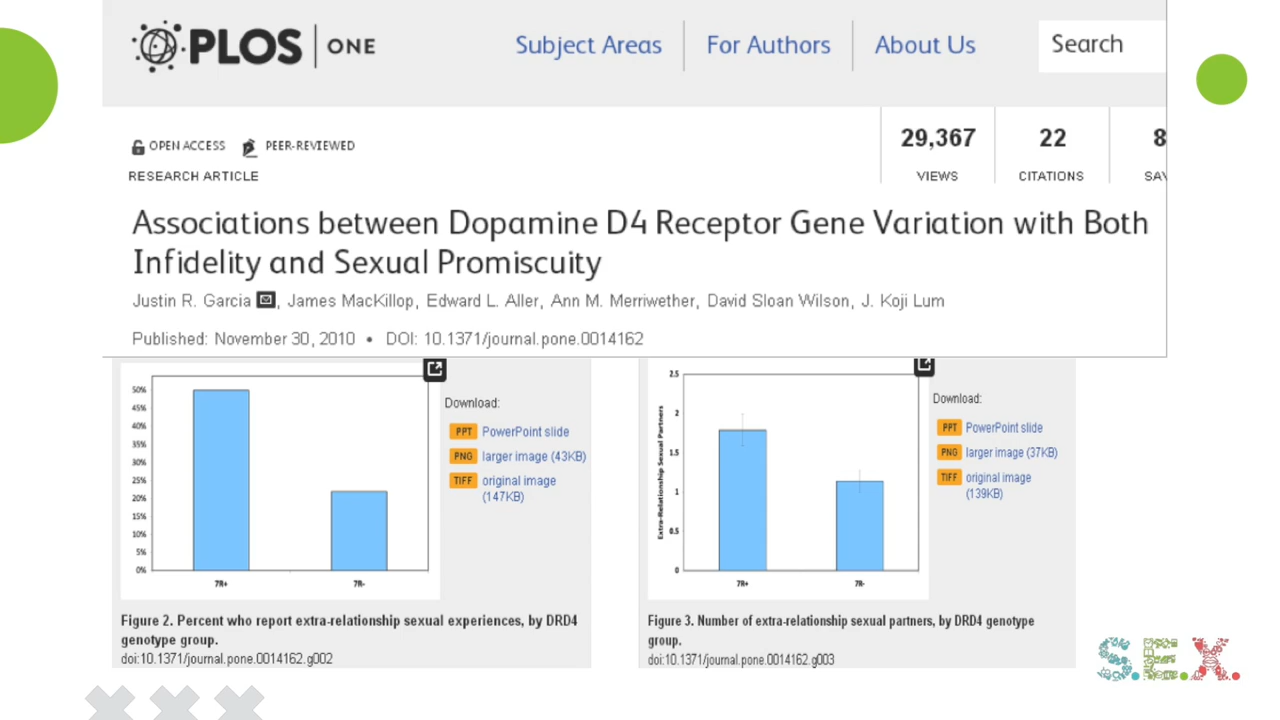 PLOS ONE
Subject Areas
For Authors
About Us
Search
OPEN ACCESS
PEER-REVIEWED
RESEARCH ARTICLE
29,367
VIEWS
22
CITATIONS
8
SAV
Associations between Dopamine D4 Receptor Gene Variation with Both
Infidelity and Sexual Promiscuity
Justin R. Garcia , James MacKillop, Edward L. Aller, Ann M. Merriwether, David Sloan Wilson, J. Koji Lum
Published: November 30, 2010 • DOI: 10.1371/journal.pone.0014162
50%
45%
40%
35%
30%
25%
20%
15%
10%
5%
0%
7R+
7R-
Download:
PPT PowerPoint slide
PNG larger image (43KB)
TIFF original image
(147KB)
Figure 2. Percent who report extra-relationship sexual experiences, by DRD4
genotype group.
doi:10.1371/journal.pone.0014162.g002
Extra-Relationship Sexual Partners
2.5
2
1.5
1
0.5
0
7R+
7R-
Download:
PPT PowerPoint slide
PNG larger image (37KB)
TIFF original image
(139KB)
Figure 3. Number of extra-relationship sexual partners, by DRD4 genotype
group.
doi:10.1371/journal.pone.0014162.g003
S.E.X.